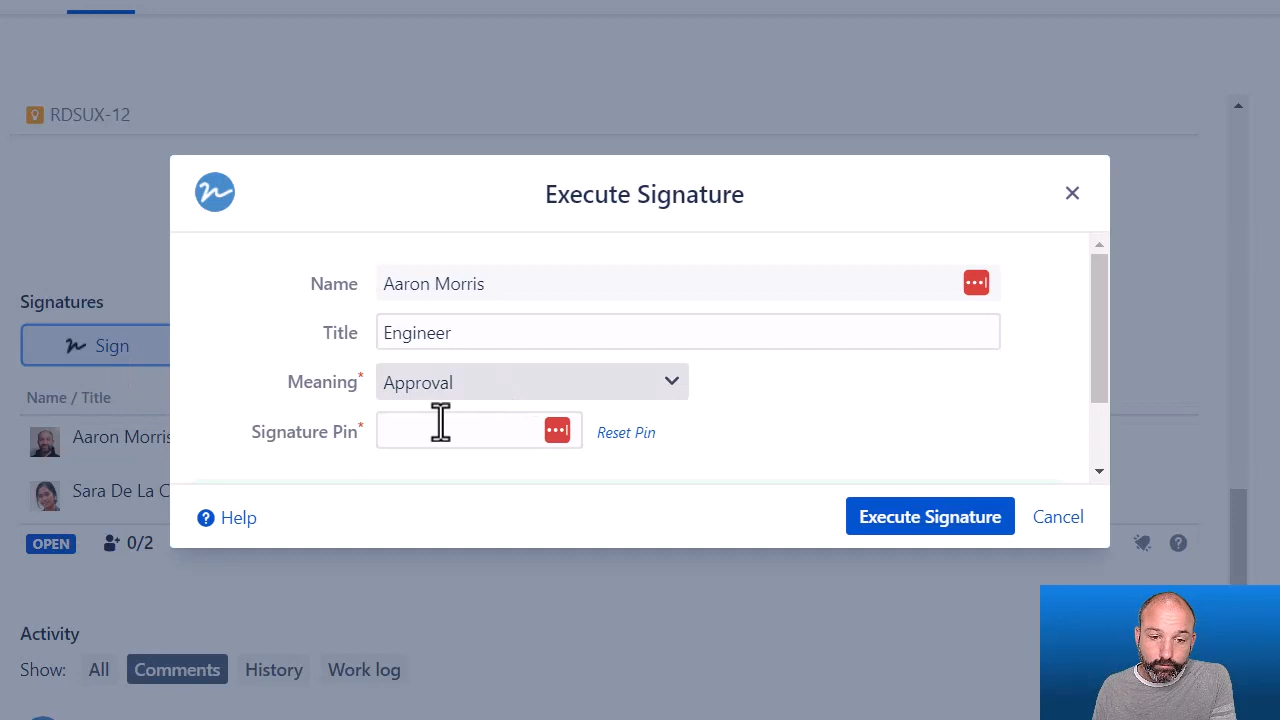 RDSUX-12
Execute Signature
Name
Aaron Morris
Title
Engineer
Meaning*
Approval
Signature Pin*
Reset Pin
Help
Execute Signature
Cancel
Signatures
Sign
Name / Title
Aaron Morris
Sara De La C
OPEN
0/2
Activity
Show:
All
Comments
History
Work log